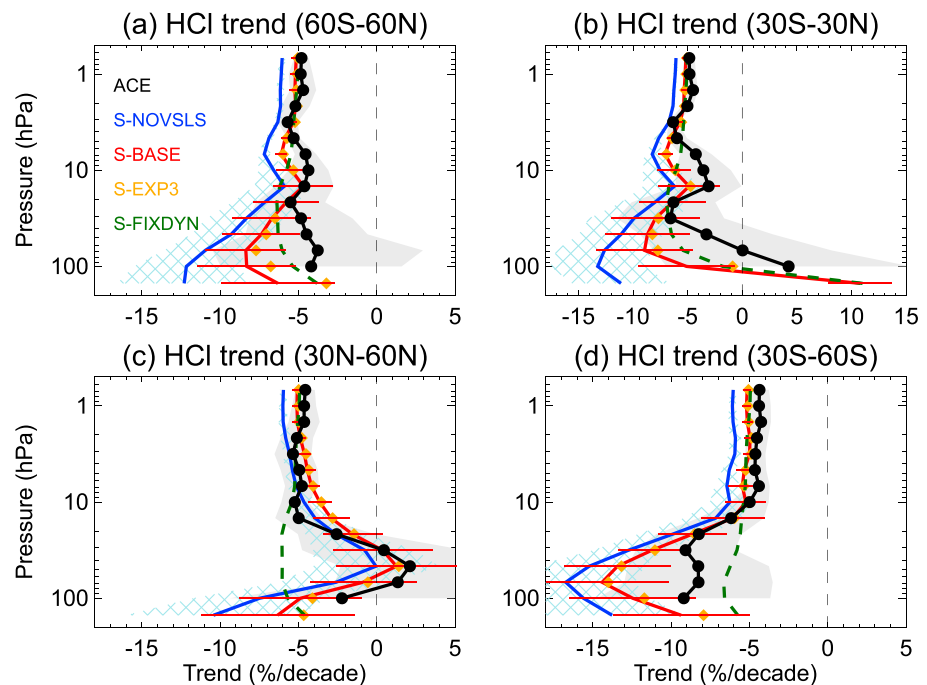 (a) HCl trend (60S-60N)
(b) HCl trend (30S-30N)
Pressure (hPa)
1
10
100
ACE
S-NOVSLS
S-BASE
S-EXP3
S-FIXDYN
-15 -10 -5 0 5
Pressure (hPa)
1
10
100
-15 -10 -5 0 5 10 15
(c) HCl trend (30N-60N)
(d) HCl trend (30S-60S)
Pressure (hPa)
1
10
100
-15 -10 -5 0 5
Trend (%/decade)
1
10
100
-15 -10 -5 0 5
Trend (%/decade)